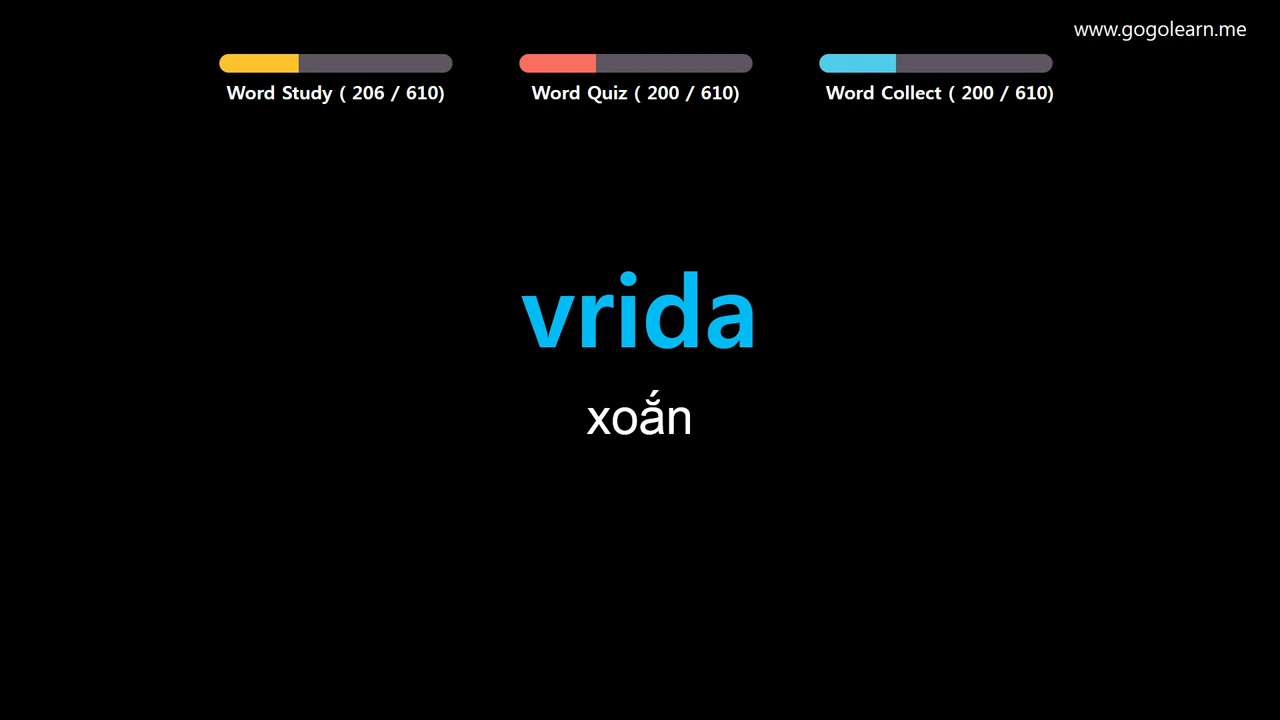 www.gogolearn.me
Word Study ( 206 / 610)
Word Quiz ( 200 / 610)
Word Collect ( 200 / 610)
vrida
xoắn